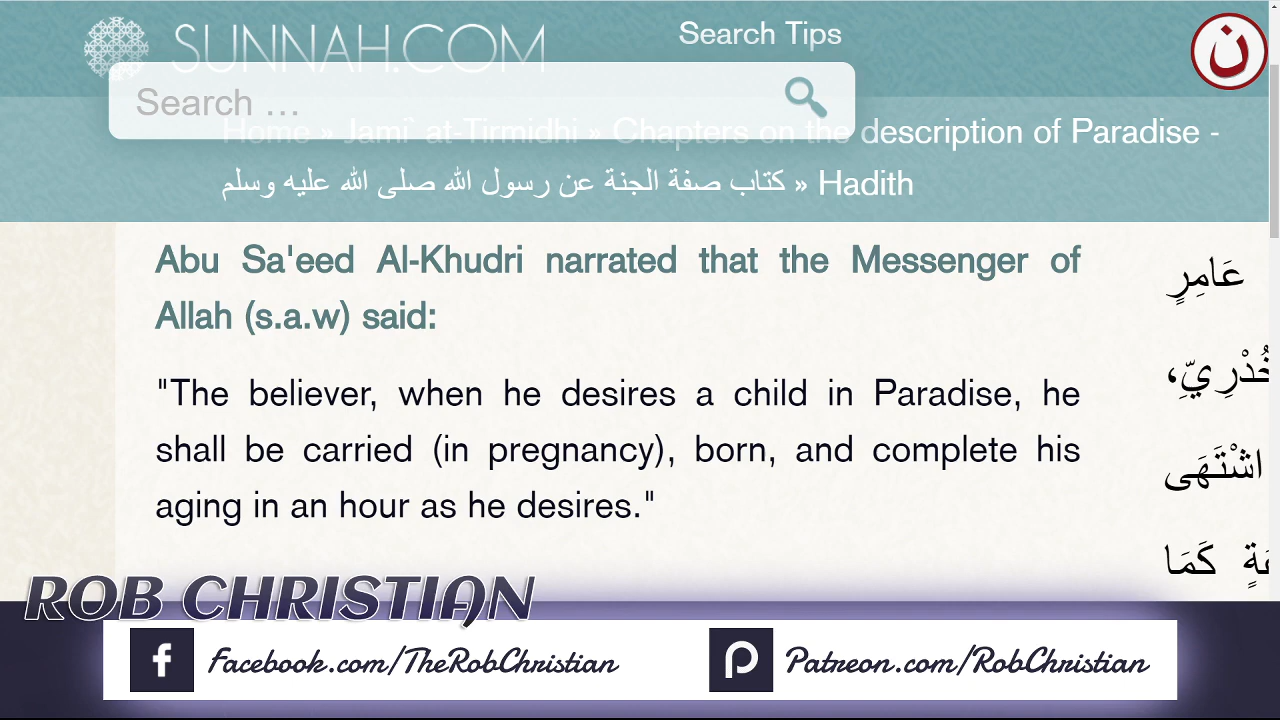 SUNNAH.COM
Search Tips
ن
Search ...
Home » Jami` at-Tirmidhi » Chapters on the description of Paradise -
كتاب صفة الجنة عن رسول الله صلى الله عليه وسلم » Hadith
Abu Sa'eed Al-Khudri narrated that the Messenger of
Allah (s.a.w) said:
"The believer, when he desires a child in Paradise, he
shall be carried (in pregnancy), born, and complete his
aging in an hour as he desires."
عَامِرٍ
اشْتَهَى
كَمَا
ROB CHRISTIAN
Facebook.com/TheRobChristian
Patreon.com/RobChristian